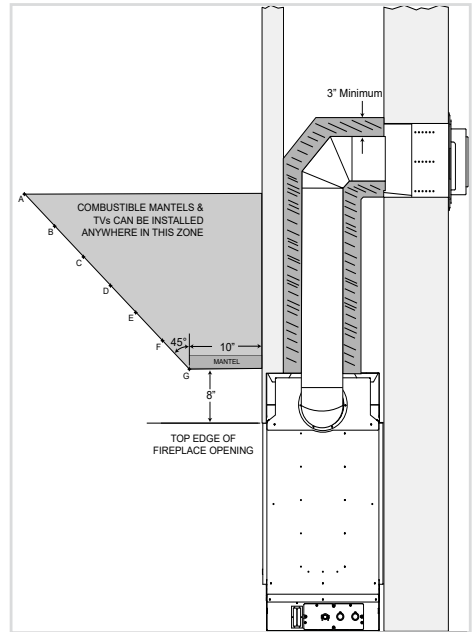 3" Minimum
A
COMBUSTIBLE MANTELS &
TVs CAN BE INSTALLED
ANYWHERE IN THIS ZONE
B
C
D
E
F
45°
10"
MANTEL
G
8"
TOP EDGE OF
FIREPLACE OPENING